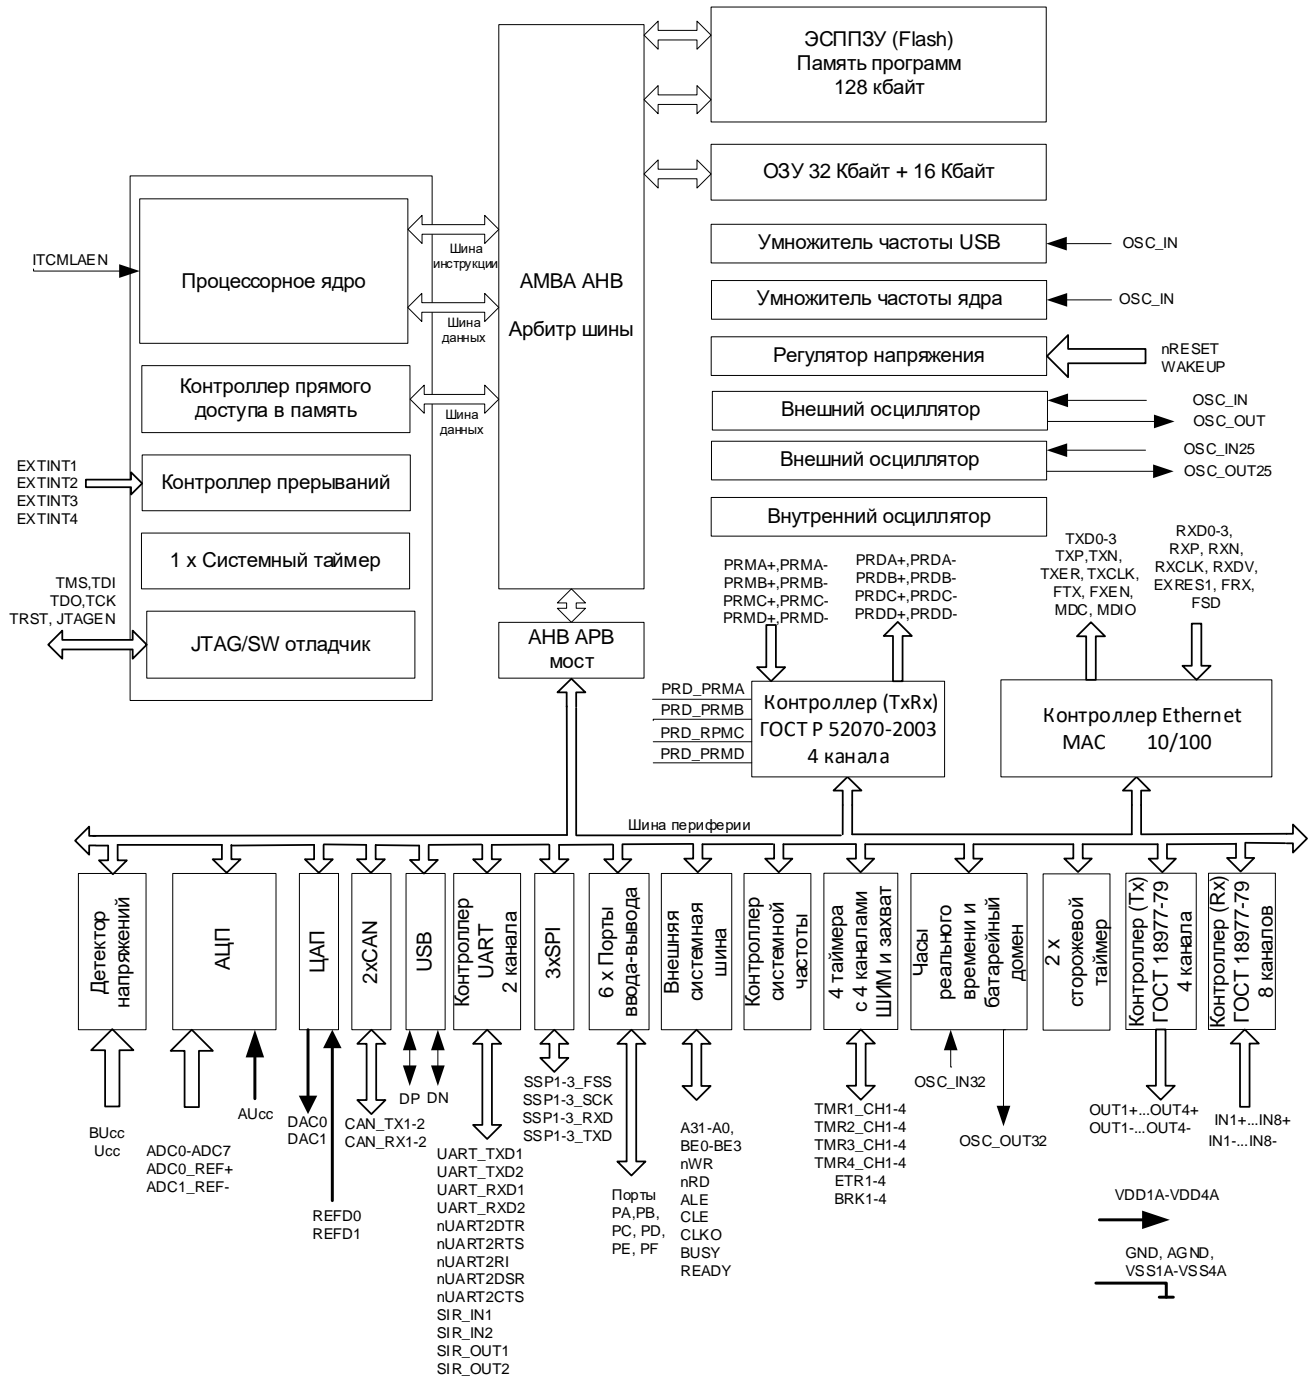 ЭСППЗУ (Flash)
Память программ
128 кбайт
ОЗУ 32 Кбайт + 16 Кбайт
Умножитель частоты USB
OSC_IN
Умножитель частоты ядра
OSC_IN
Регулятор напряжения
nRESET
WAKEUP
Внешний осциллятор
OSC_IN
OSC_OUT
Внешний осциллятор
OSC_IN25
OSC_OUT25
Внутренний осциллятор
ITCMLAEN
Процессорное ядро
Шина
инструкции
Шина
данных
АМВА АНВ
Арбитр шины
Контроллер прямого
доступа в память
Шина
данных
EXTINT1
EXTINT2
EXTINT3
EXTINT4
Контроллер прерываний
1 x Системный таймер
TMS,TDI
TDO,TCK
TRST, JTAGEN
JTAG/SW отладчик
АНВ АРВ
мост
PRMA+,PRMA-
PRMB+,PRMB-
PRMC+,PRMC-
PRMD+,PRMD-
PRDA+,PRDA-
PRDB+,PRDB-
PRDC+,PRDC-
PRDD+,PRDD-
TXD0-3
TXP,TXN,
TXER, TXCLK,
FTX, FXEN,
MDC, MDIO
RXD0-3,
RXP, RXN,
RXCLK, RXDV,
EXRES1, FRX,
FSD
PRD_PRMA
PRD_PRMB
PRD_RPMC
PRD_PRMD
Контроллер (TxRx)
ГОСТ Р 52070-2003
4 канала
Контроллер Ethernet
MAC 10/100
Шина периферии
Детектор
напряжений
АЦП
ЦАП
2xCAN
USB
Контроллер
UART
2 канала
3xSPI
6 x Порты
ввода-вывода
Внешняя
системная
шина
Контроллер
системной
частоты
4 таймера
с 4 каналами
ШИМ и захват
Часы
реального
времени и
батарейный
домен
2 x
сторожевой
таймер
Контроллер (Tx)
ГОСТ 18977-79
4 канала
Контроллер (Rx)
ГОСТ 18977-79
8 каналов
BUcc
Ucc
ADC0-ADC7
ADC0_REF+
ADC1_REF-
AUcc
DAC0
DAC1
REFD0
REFD1
CAN_TX1-2
CAN_RX1-2
DP
DN
UART_TXD1
UART_TXD2
UART_RXD1
UART_RXD2
nUART2DTR
nUART2RTS
nUART2RI
nUART2DSR
nUART2CTS
SIR_IN1
SIR_IN2
SIR_OUT1
SIR_OUT2
SSP1-3_FSS
SSP1-3_SCK
SSP1-3_RXD
SSP1-3_TXD
Порты
PA,PB,
PC, PD,
PE, PF
A31-A0,
BE0-BE3
nWR
nRD
ALE
CLE
CLKO
BUSY
READY
TMR1_CH1-4
TMR2_CH1-4
TMR3_CH1-4
TMR4_CH1-4
ETR1-4
BRK1-4
OSC_IN32
OSC_OUT32
OUT1+...OUT4+
OUT1-...OUT4-
IN1+...IN8+
IN1-...IN8-
VDD1A-VDD4A
GND, AGND,
VSS1A-VSS4A